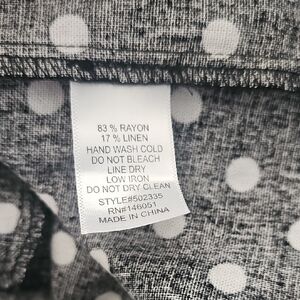 83 % RAYON
17 % LINEN
HAND WASH COLD
DO NOT BLEACH
LINE DRY
LOW IRON
DO NOT DRY CLEAN
STYLE#502335
RN#146051
MADE IN CHINA